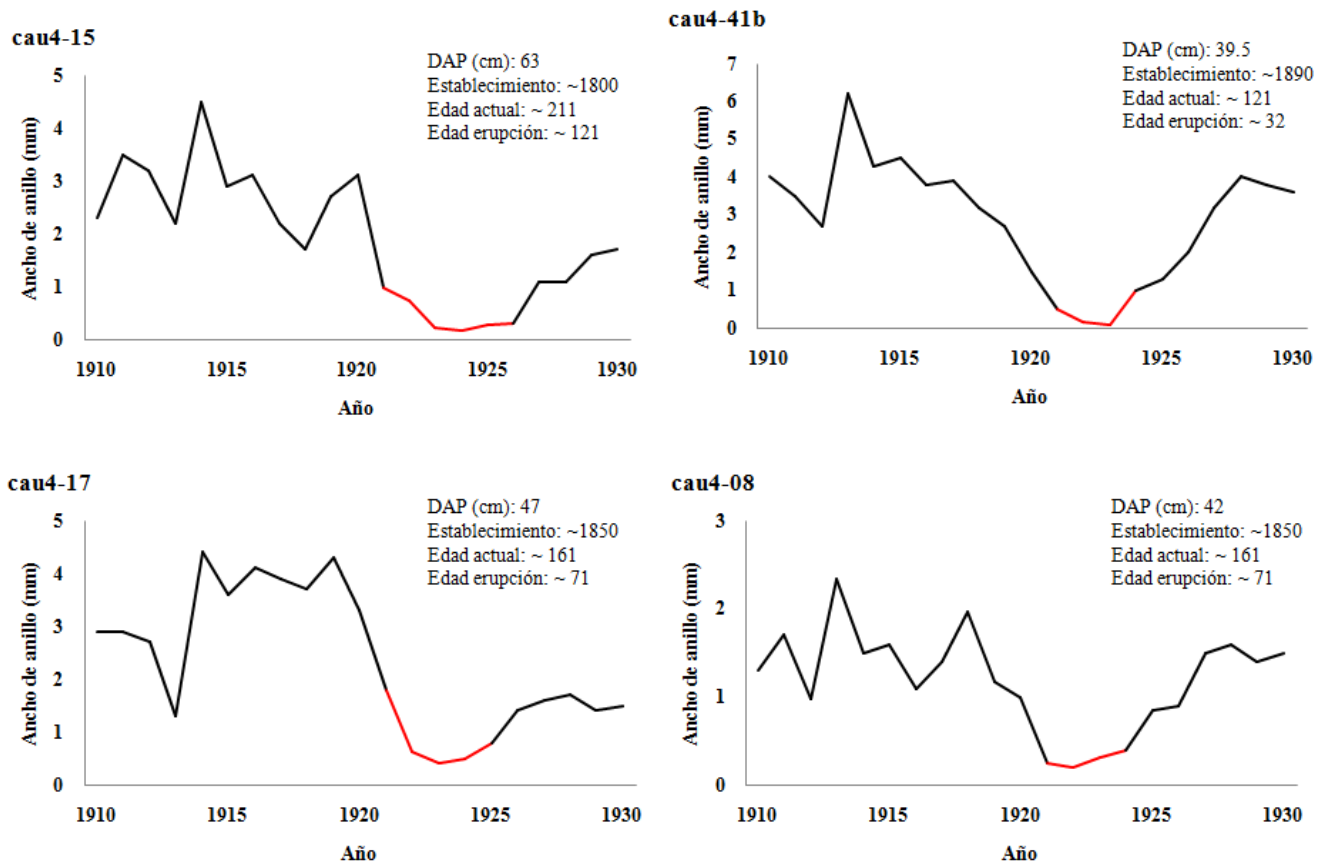 cau4-15
DAP (cm): 63
Establecimiento: ~1800
Edad actual: ~ 211
Edad erupción: ~ 121
Ancho de anillo (mm)
5
4
3
2
1
0
1910 1915 1920 1925 1930
Año
cau4-41b
DAP (cm): 39.5
Establecimiento: ~1890
Edad actual: ~ 121
Edad erupción: ~ 32
Ancho de anillo (mm)
7
6
5
4
3
2
1
0
1910 1915 1920 1925 1930
Año
cau4-17
DAP (cm): 47
Establecimiento: ~1850
Edad actual: ~ 161
Edad erupción: ~ 71
Ancho de anillo (mm)
5
4
3
2
1
0
1910 1915 1920 1925 1930
Año
cau4-08
DAP (cm): 42
Establecimiento: ~1850
Edad actual: ~ 161
Edad erupción: ~ 71
Ancho de anillo (mm)
3
2
1
0
1910 1915 1920 1925 1930
Año